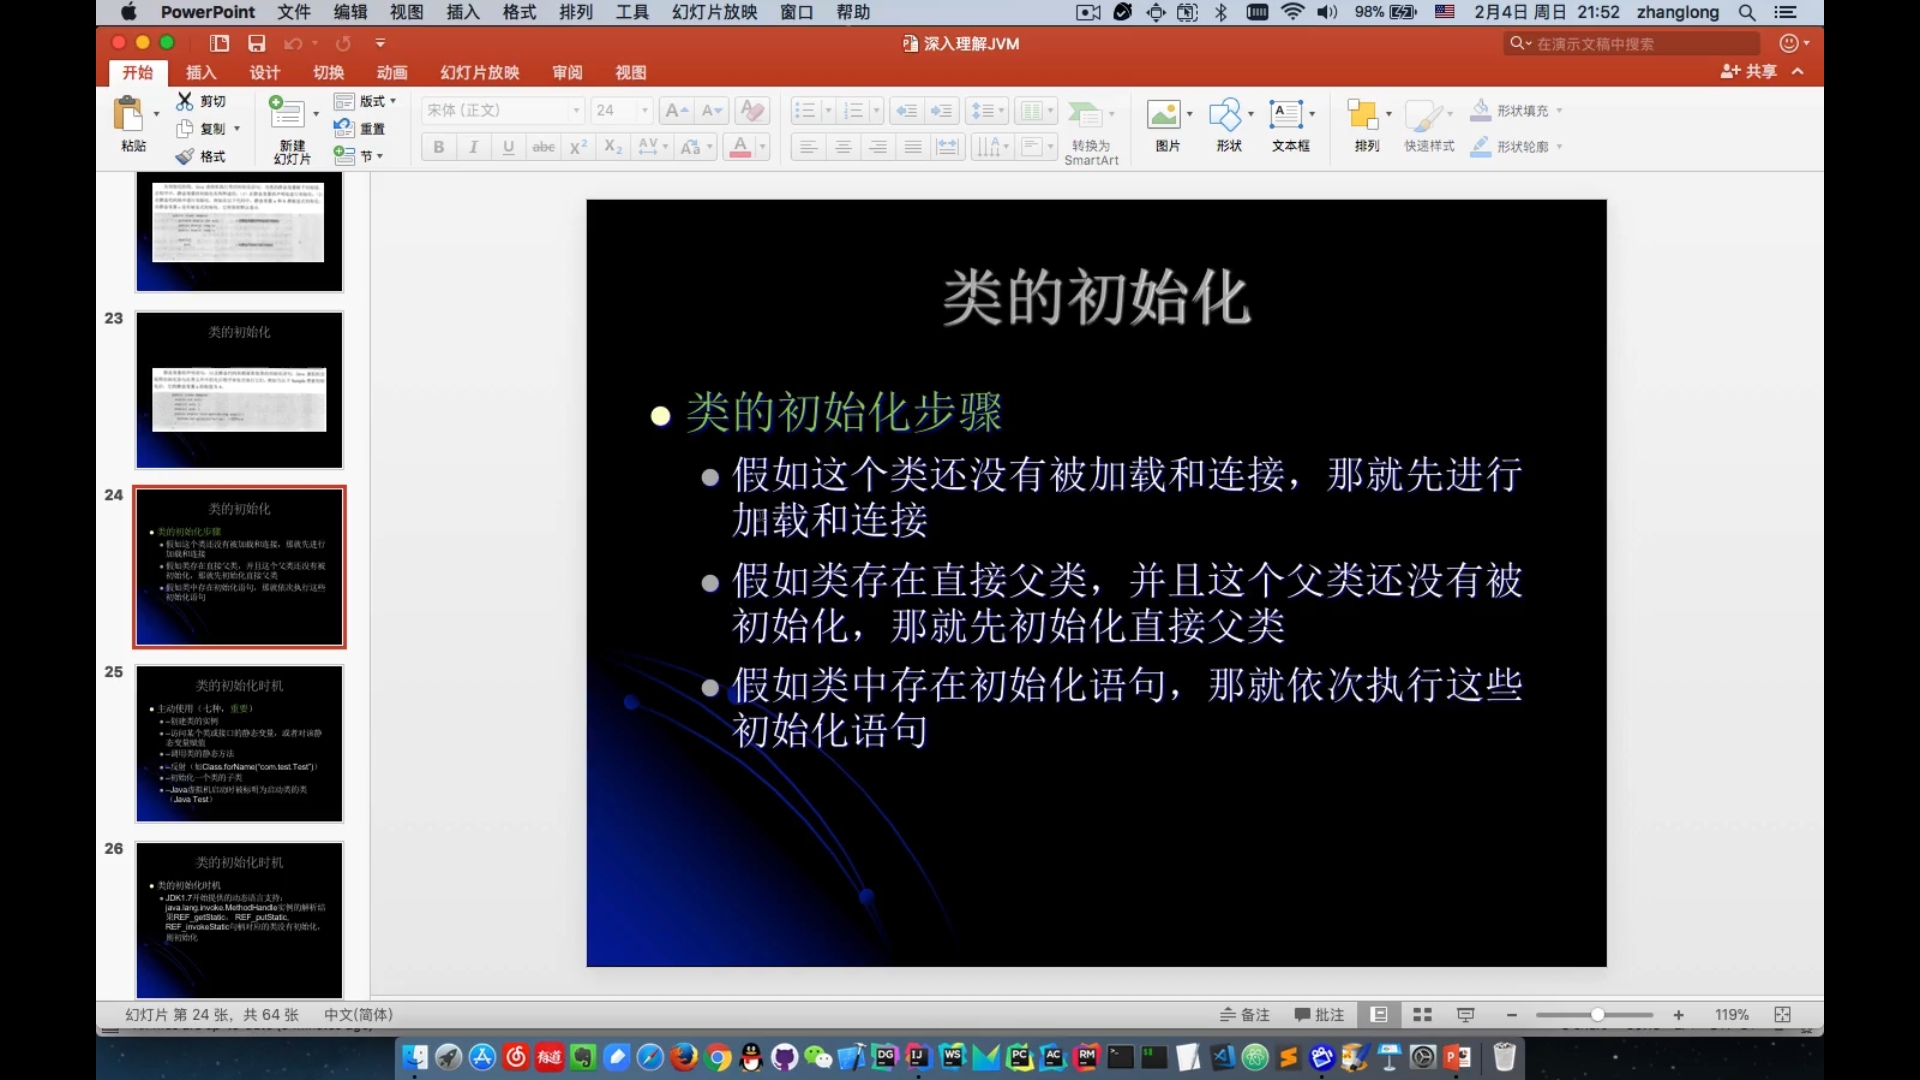 PowerPoint 文件 编辑 视图 插入 格式 排列 工具 幻灯片放映 窗口 帮助 98% 2月4日 周日 21:52 zhanglong
深入理解JVM
在演示文稿中搜索
开始 插入 设计 切换 动画 幻灯片放映 审阅 视图 共享
粘贴 剪切 复制 格式
新建
幻灯片
版式 重置 节
宋体 (正文) 24
转换为
SmartArt
图片 形状 文本框 排列 快速样式 形状填充 形状轮廓
23
类的初始化
24
类的初始化
类的初始化步骤
假如这个类还没有被加载和连接，那就先进行
加载和连接
假如类存在直接父类，并且这个父类还没有被
初始化，那就先初始化直接父类
假如类中存在初始化语句，那就依次执行这些
初始化语句
25
类的初始化时机
主动使用（七种，重要）
–创建类的实例
–访问某个类或接口的静态变量，或者对该静
态变量赋值
–调用类的静态方法
–反射（如Class.forName("com.test.Test")）
–初始化一个类的子类
–Java虚拟机启动时被标明为启动类的类
（Java Test）
26
类的初始化时机
类的初始化时机
JDK1.7开始提供的动态语言支持：
java.lang.invoke.MethodHandle实例的解析结
果REF_getStatic, REF_putStatic,
REF_invokeStatic句柄对应的类没有初始化，
则初始化
类的初始化
类的初始化步骤
假如这个类还没有被加载和连接，那就先进行
加载和连接
假如类存在直接父类，并且这个父类还没有被
初始化，那就先初始化直接父类
假如类中存在初始化语句，那就依次执行这些
初始化语句
幻灯片 第 24 张，共 64 张 中文(简体) 备注 批注 119%
有道 DG IJ WS PC AC RM